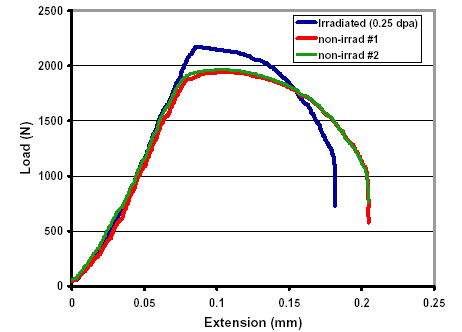 2500
2000
1500
1000
500
0
Load (N)
Irradiated (0.25 dpa)
non-irrad #1
non-irrad #2
0 0.05 0.1 0.15 0.2 0.25
Extension (mm)